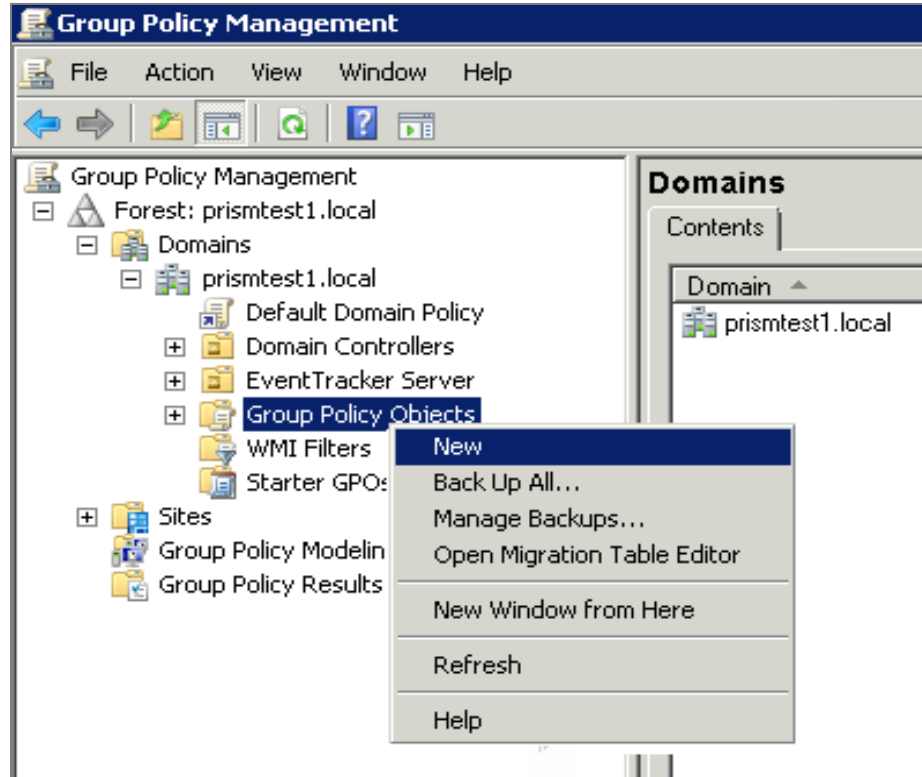 Group Policy Management
File Action View Window Help
Group Policy Management
Forest: prismtest1.local
Domains
prismtest1.local
Default Domain Policy
Domain Controllers
EventTracker Server
Group Policy Objects
WMI Filters
Starter GPOs
Sites
Group Policy Modelin
Group Policy Results
New
Back Up All...
Manage Backups...
Open Migration Table Editor
New Window from Here
Refresh
Help
Domains
Contents
Domain
prismtest1.local